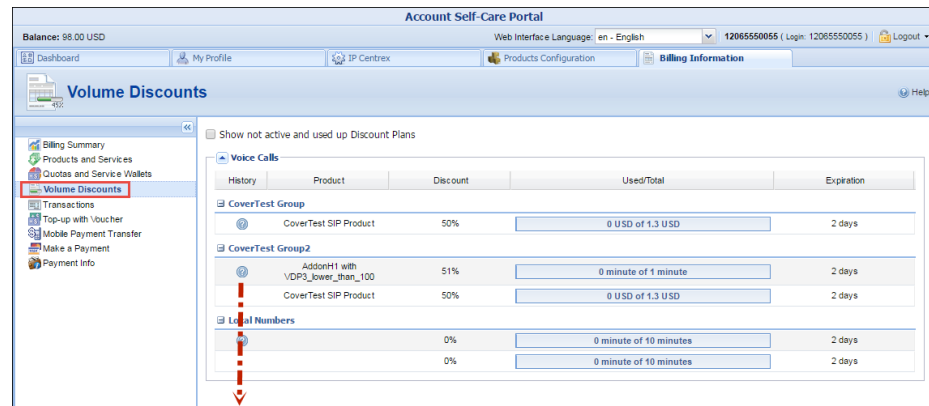 Account Self-Care Portal
Balance: 98.00 USD Web Interface Language: en - English 12065550055 ( Login: 12065550055 ) Logout
Dashboard My Profile IP Centrex Products Configuration Billing Information
Volume Discounts Help
Show not active and used up Discount Plans
Billing Summary
Products and Services
Quotas and Service Wallets
Volume Discounts
Transactions
Top-up with Voucher
Mobile Payment Transfer
Make a Payment
Payment Info
Voice Calls
History Product Discount Used/Total Expiration
CoverTest Group
CoverTest SIP Product 50% 0 USD of 1.3 USD 2 days
CoverTest Group2
AddonH1 with
VDP3_lower_than_100 51% 0 minute of 1 minute 2 days
CoverTest SIP Product 50% 0 USD of 1.3 USD 2 days
Local Numbers
0% 0 minute of 10 minutes 2 days
0% 0 minute of 10 minutes 2 days